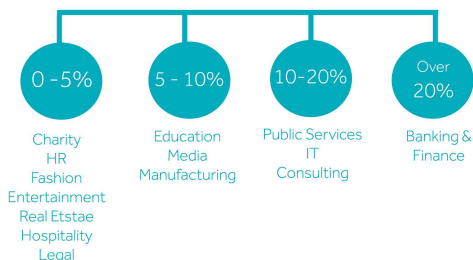 0 -5%
Charity
HR
Fashion
Entertainment
Real Etstae
Hospitality
Legal
5 - 10%
Education
Media
Manufacturing
10-20%
Public Services
IT
Consulting
Over
20%
Banking &
Finance